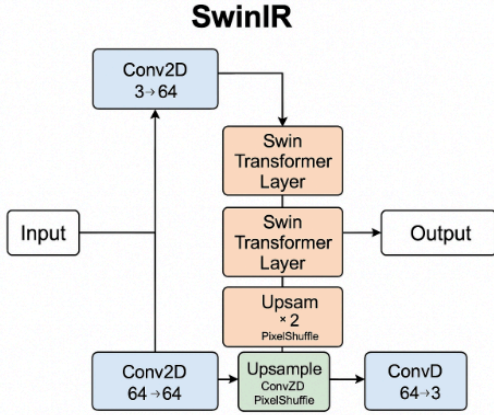 SwinIR
Conv2D
3→64
Swin
Transformer
Layer
Input
Swin
Transformer
Layer
Output
Upsam
×2
PixelShuffle
Conv2D
64→64
Upsample
ConvZD
PixelShuffle
ConvD
64→3